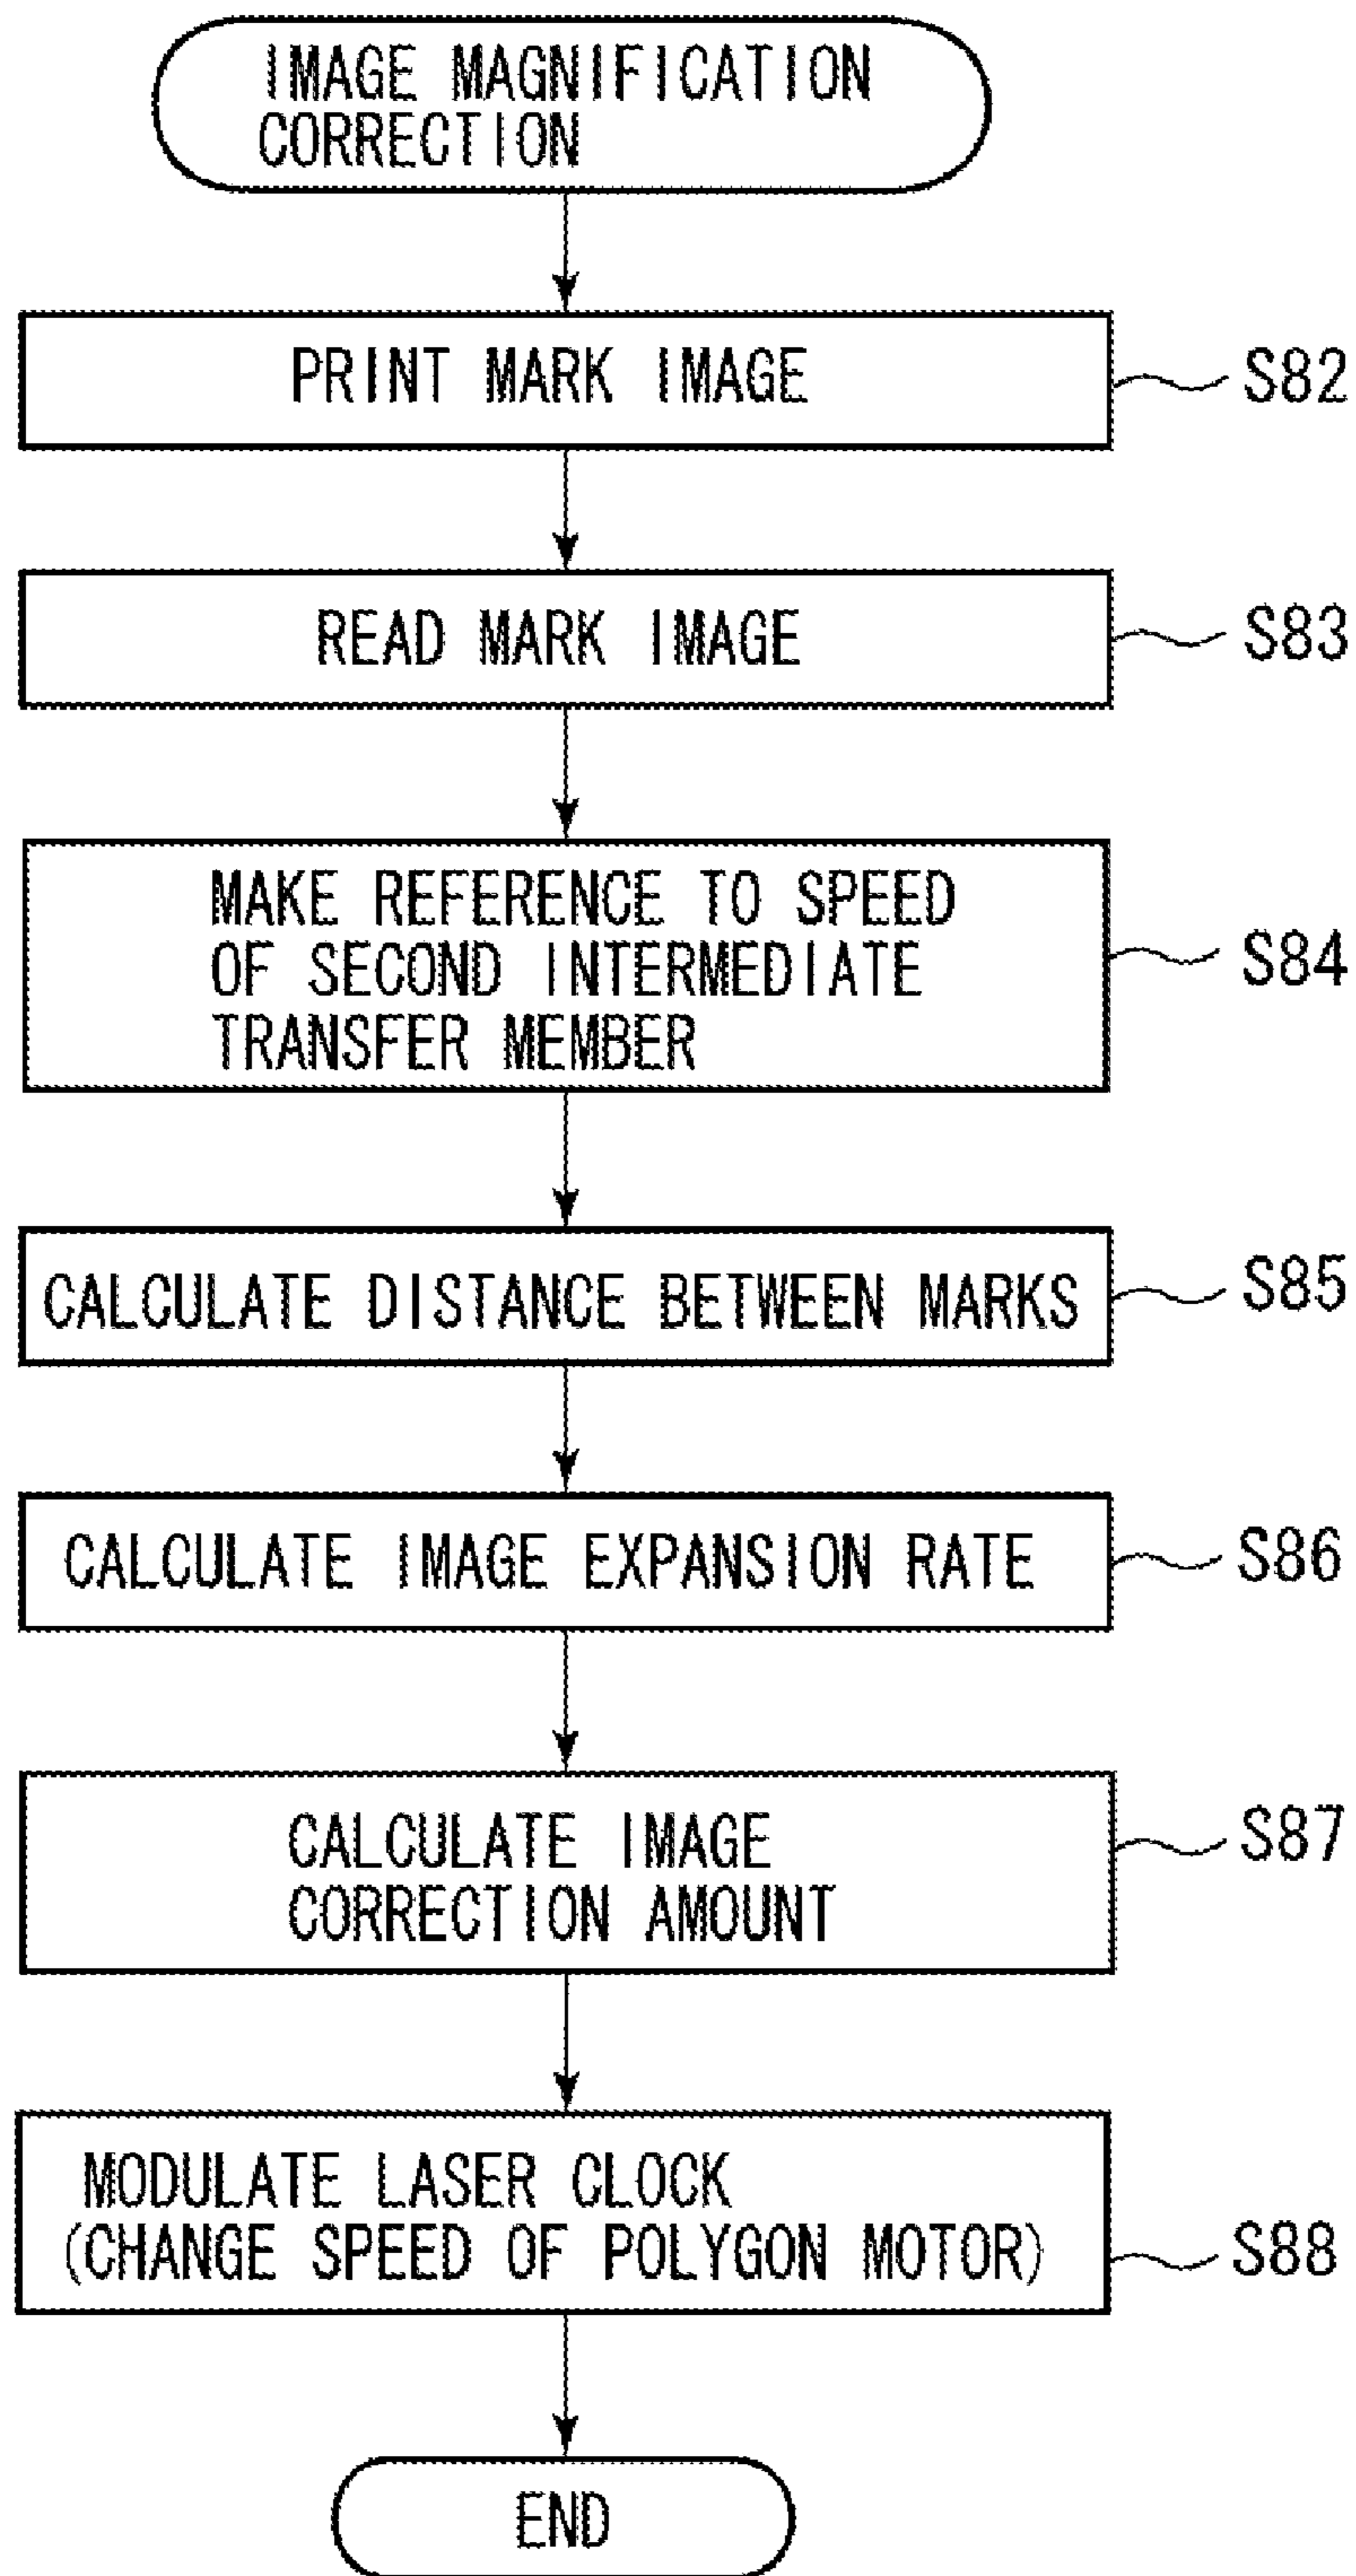 IMAGE MAGNIFICATION
CORRECTION
PRINT MARK IMAGE
S82
READ MARK IMAGE
S83
MAKE REFERENCE TO SPEED
OF SECOND INTERMEDIATE
TRANSFER MEMBER
S84
CALCULATE DISTANCE BETWEEN MARKS
S85
CALCULATE IMAGE EXPANSION RATE
S86
CALCULATE IMAGE
CORRECTION AMOUNT
S87
MODULATE LASER CLOCK
(CHANGE SPEED OF POLYGON MOTOR)
S88
END